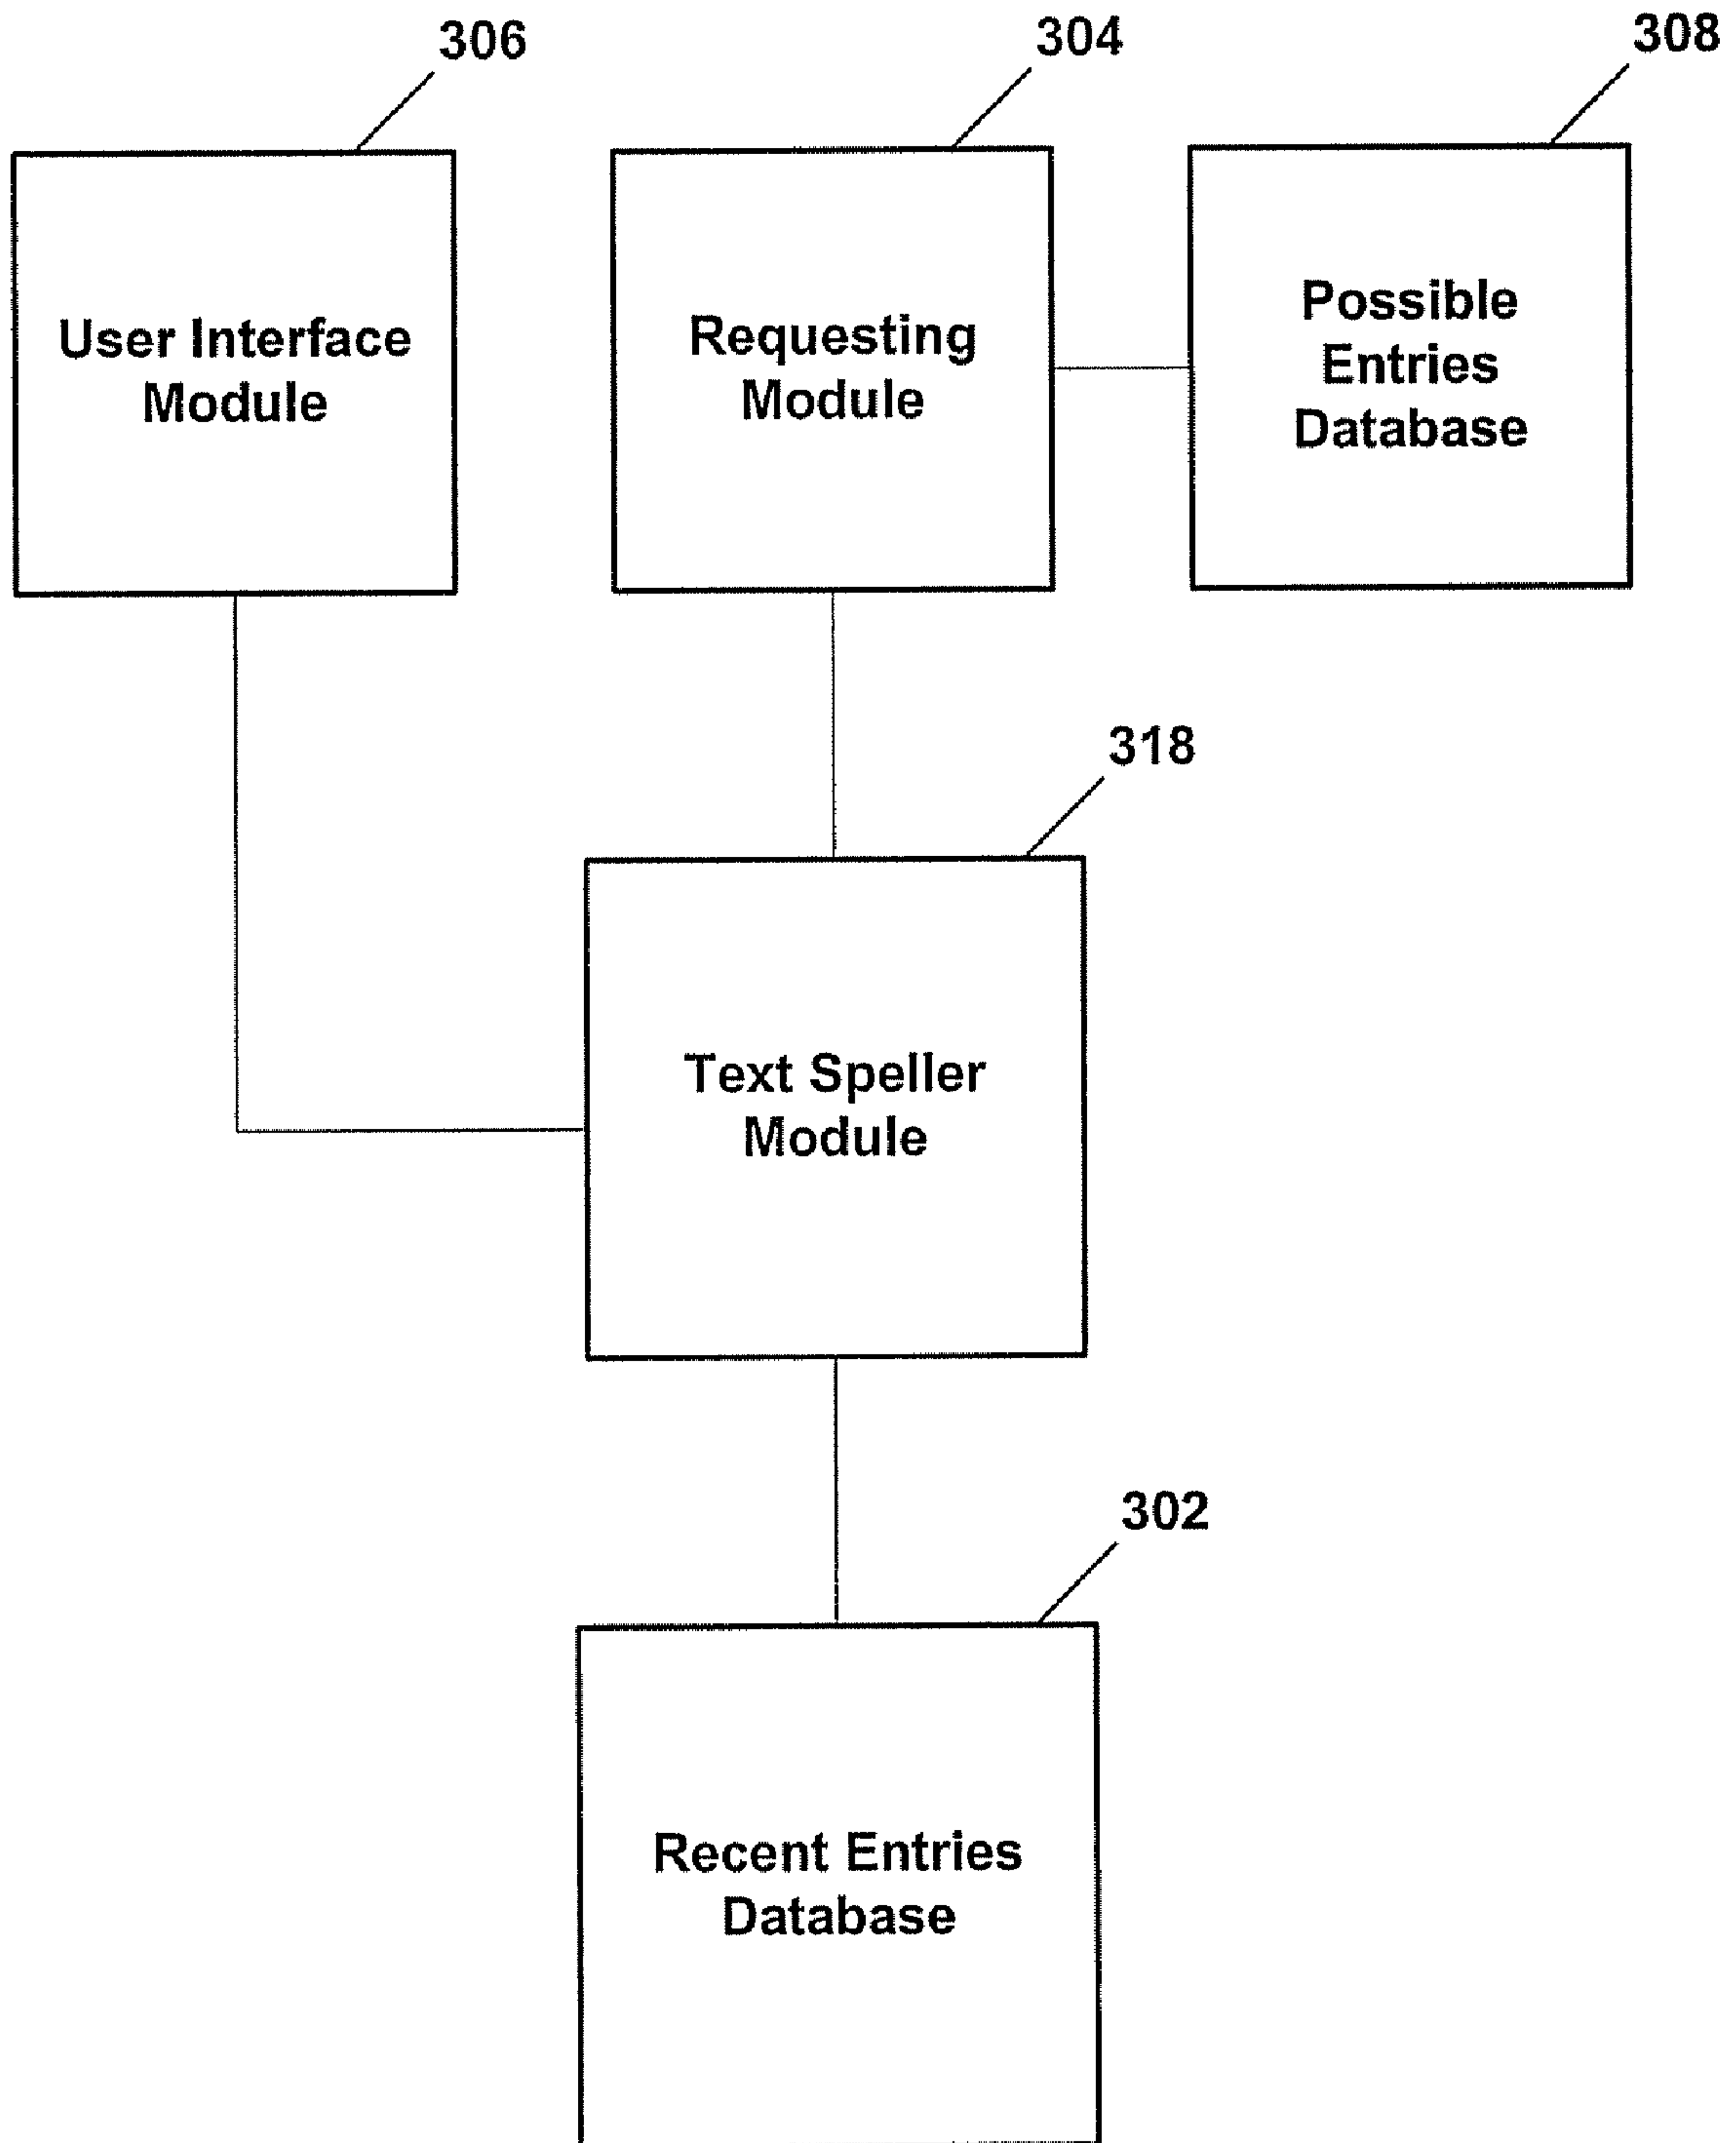 306
304
308
User Interface
Module
Requesting
Module
Possible
Entries
Database
318
Text Speller
Module
302
Recent Entries
Database